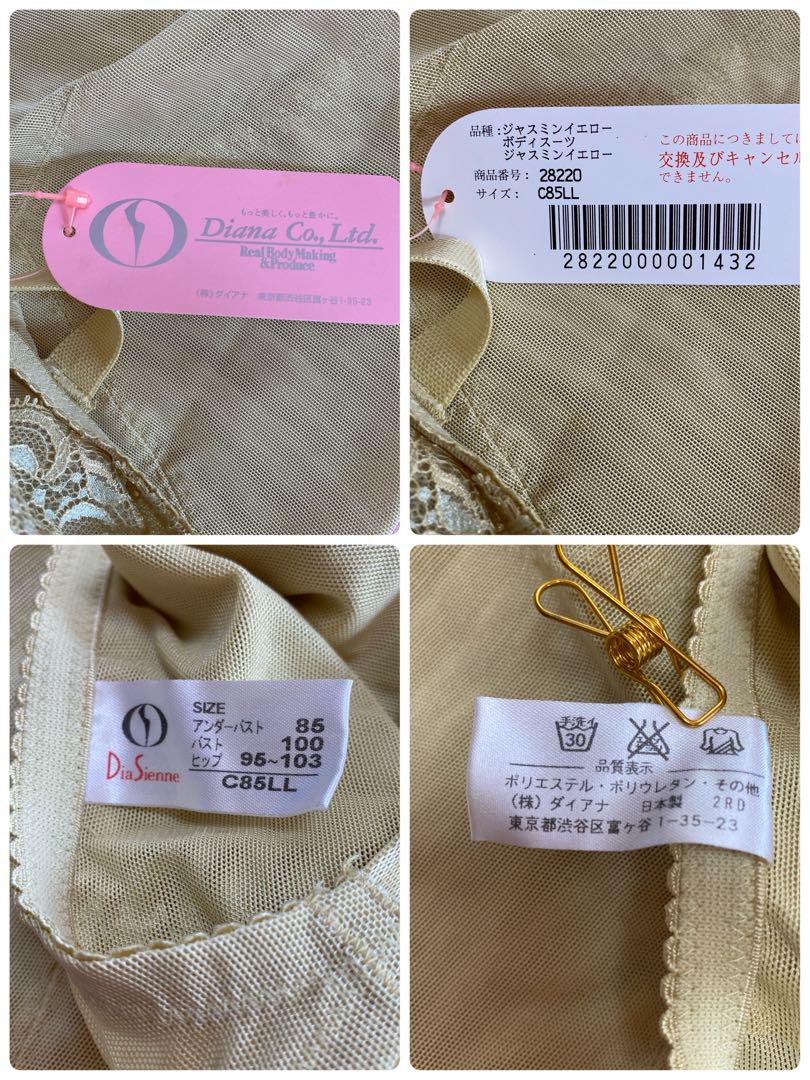 もっと美しく。もっと豊かに。
Diana Co., Ltd.
Real Body Making
& Produce
(株)ダイアナ 東京都渋谷区富ヶ谷1-35-23
品種:ジャスミンイエロー
ボディスーツ
ジャスミンイエロー
商品番号: 28220
サイズ: C85LL
2822000001432
この商品につきましては
交換及びキャンセル
できません。
DiaSienne
SIZE
アンダーバスト 85
バスト 100
ヒップ 95~103
C85LL
手洗イ
30
品質表示
ポリエステル・ポリウレタン・その他
(株)ダイアナ 日本製 2RD
東京都渋谷区富ヶ谷1-35-23